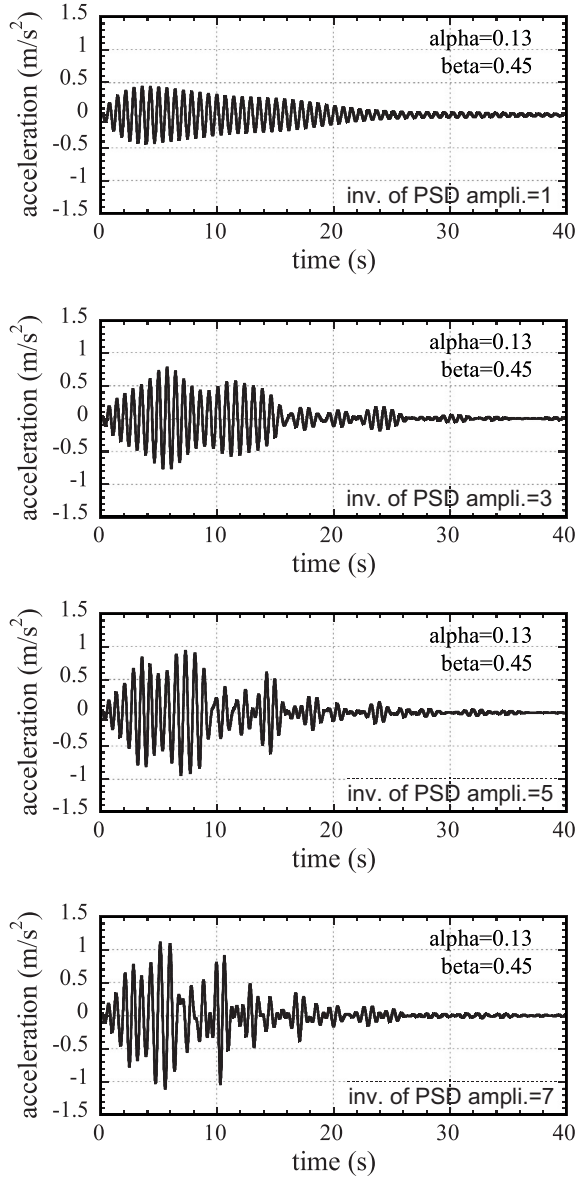 1.5
alpha=0.13
1
beta=0.45
0.5
0
-0.5
-1
inv. of PSD ampli.=1
-1.5
acceleration (m/s²)
0 10 20 30 40
time (s)
1.5
alpha=0.13
1
beta=0.45
0.5
0
-0.5
-1
inv. of PSD ampli.=3
-1.5
acceleration (m/s²)
0 10 20 30 40
time (s)
1.5
alpha=0.13
1
beta=0.45
0.5
0
-0.5
-1
inv. of PSD ampli.=5
-1.5
acceleration (m/s²)
0 10 20 30 40
time (s)
1.5
alpha=0.13
1
beta=0.45
0.5
0
-0.5
-1
inv. of PSD ampli.=7
-1.5
acceleration (m/s²)
0 10 20 30 40
time (s)